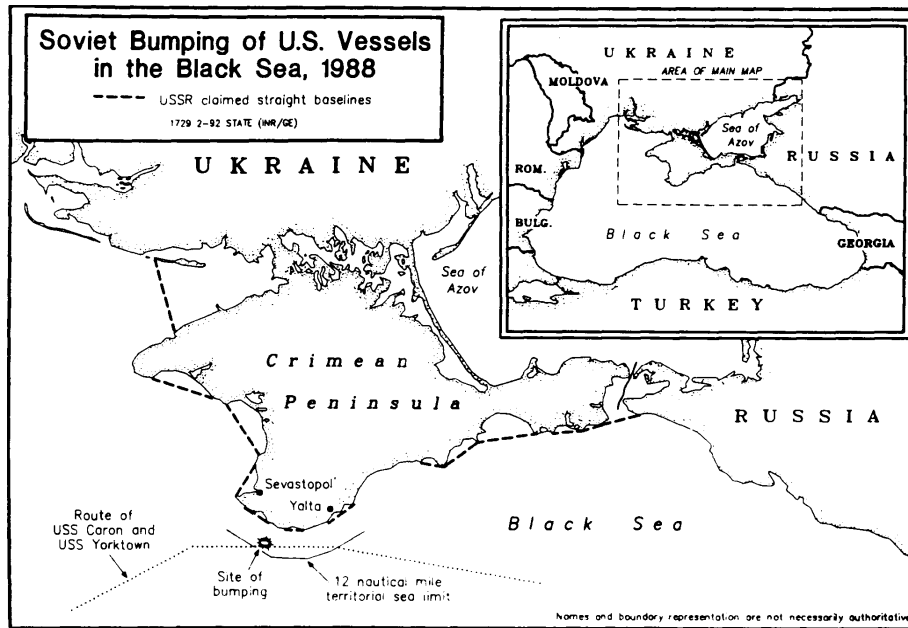 Soviet Bumping of U.S. Vessels
in the Black Sea, 1988
USSR claimed straight baselines
1729 2-92 STATE (INR/GE)
UKRAINE
AREA OF MAIN MAP
MOLDOVA
Sea of
Azov
RUSSIA
ROM.
BULG.
Black Sea
GEORGIA
TURKEY
UKRAINE
Sea of
Azov
Crimean
Peninsula
RUSSIA
Sevastopol'
Yalta
Black Sea
Route of
USS Caron and
USS Yorktown
Site of
bumping
12 nautical mile
territorial sea limit
Names and boundary representation are not necessarily authoritative